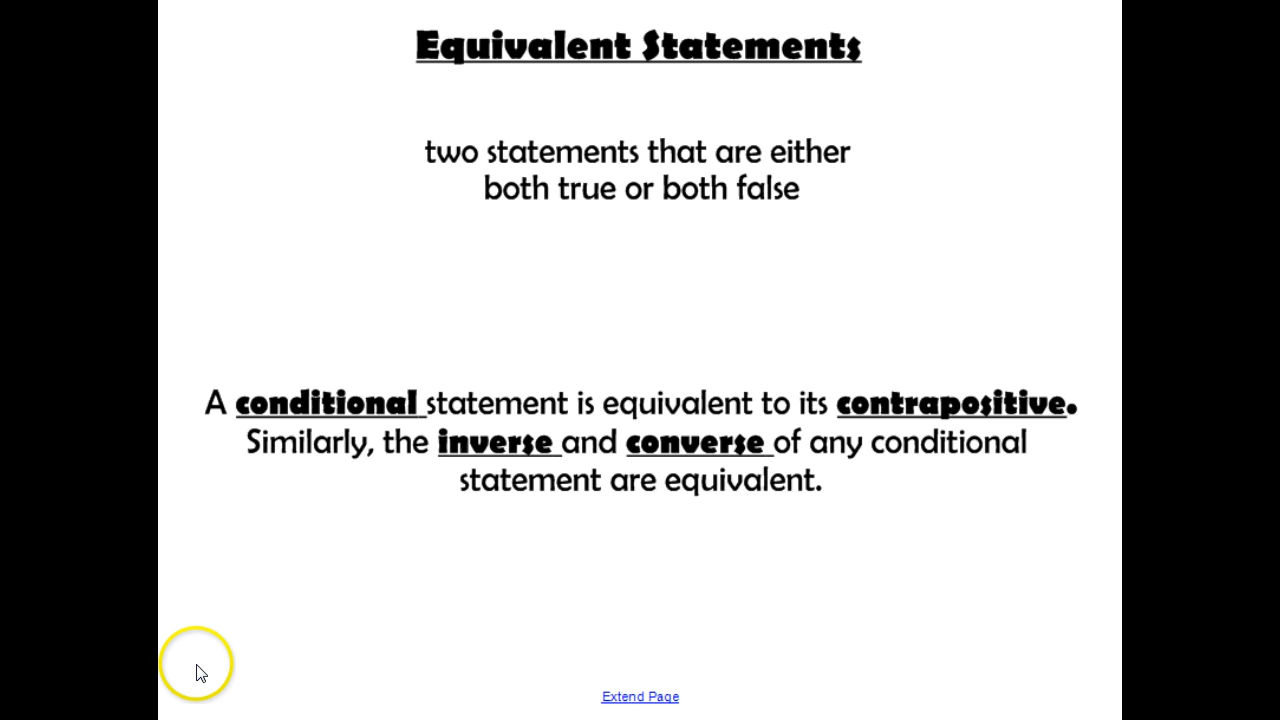 Equivalent Statements
two statements that are either
both true or both false
A conditional statement is equivalent to its contrapositive.
Similarly, the inverse and converse of any conditional
statement are equivalent.
Extend Page